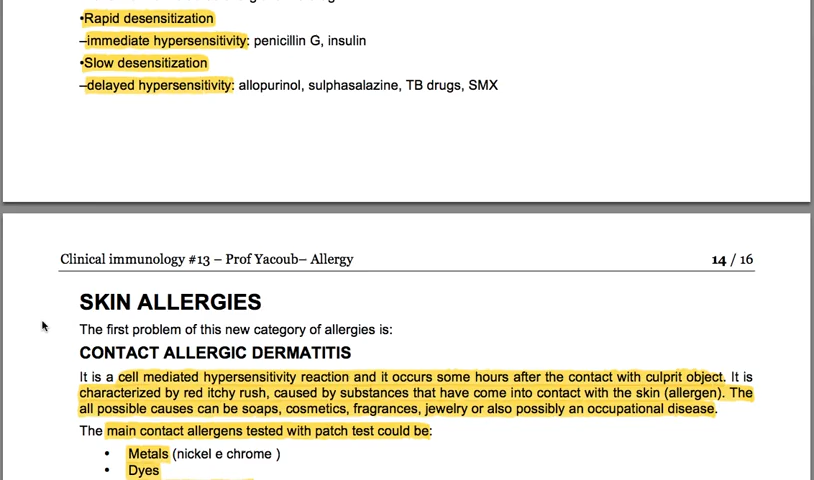 •Rapid desensitization
–immediate hypersensitivity: penicillin G, insulin
•Slow desensitization
–delayed hypersensitivity: allopurinol, sulphasalazine, TB drugs, SMX
Clinical immunology #13 – Prof Yacoub– Allergy 14 / 16
SKIN ALLERGIES
The first problem of this new category of allergies is:
CONTACT ALLERGIC DERMATITIS
It is a cell mediated hypersensitivity reaction and it occurs some hours after the contact with culprit object. It is
characterized by red itchy rush, caused by substances that have come into contact with the skin (allergen). The
all possible causes can be soaps, cosmetics, fragrances, jewelry or also possibly an occupational disease.
The main contact allergens tested with patch test could be:
• Metals (nickel e chrome )
• Dyes